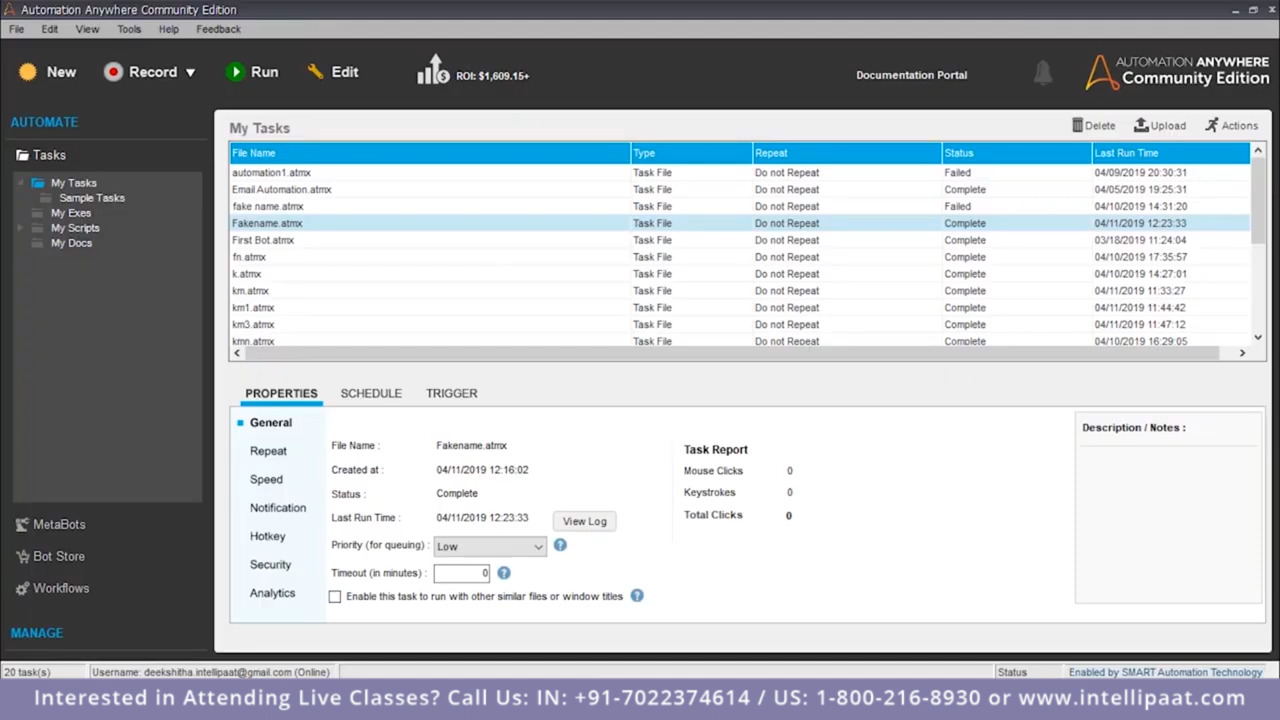 Automation Anywhere Community Edition
File Edit View Tools Help Feedback
New Record Run Edit ROI: $1,609.15+ Documentation Portal AUTOMATION ANYWHERE Community Edition
AUTOMATE
Tasks
My Tasks
Sample Tasks
My Exes
My Scripts
My Docs
MetaBots
Bot Store
Workflows
MANAGE
My Tasks Delete Upload Actions
File Name Type Repeat Status Last Run Time
automation1.atmx Task File Do not Repeat Failed 04/09/2019 20:30:31
Email Automation.atmx Task File Do not Repeat Complete 04/05/2019 19:25:31
fake name.atmx Task File Do not Repeat Failed 04/10/2019 14:31:20
Fakename.atmx Task File Do not Repeat Complete 04/11/2019 12:23:33
First Bot.atmx Task File Do not Repeat Complete 03/18/2019 11:24:04
fn.atmx Task File Do not Repeat Complete 04/10/2019 17:35:57
k.atmx Task File Do not Repeat Complete 04/10/2019 14:27:01
km.atmx Task File Do not Repeat Complete 04/11/2019 11:33:27
km1.atmx Task File Do not Repeat Complete 04/11/2019 11:44:42
km3.atmx Task File Do not Repeat Complete 04/11/2019 11:47:12
kmn.atmx Task File Do not Repeat Complete 04/10/2019 16:29:05
PROPERTIES SCHEDULE TRIGGER
General
Repeat
Speed
Notification
Hotkey
Security
Analytics
File Name : Fakename.atmx
Created at : 04/11/2019 12:16:02
Status : Complete
Last Run Time : 04/11/2019 12:23:33 View Log
Priority (for queuing) : Low
Timeout (in minutes) : 0
Enable this task to run with other similar files or window titles
Task Report
Mouse Clicks 0
Keystrokes 0
Total Clicks 0
Description / Notes :
20 task(s) Username: deekshitha.intellipaat@gmail.com (Online) Status Enabled by SMART Automation Technology
Interested in Attending Live Classes? Call Us: IN: +91-7022374614 / US: 1-800-216-8930 or www.intellipaat.com